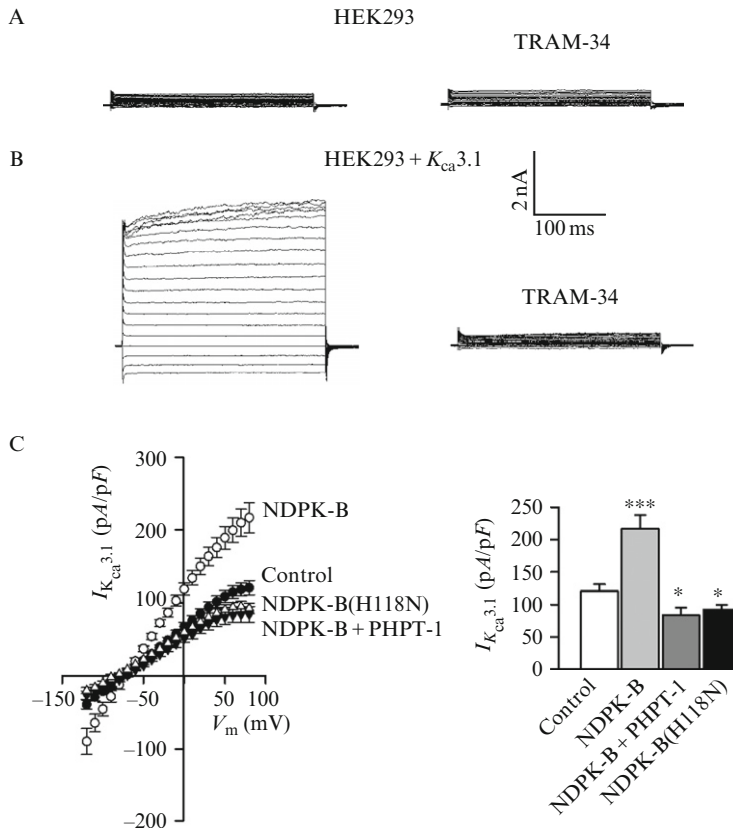 A
HEK293
TRAM-34
B
HEK293 + Kca3.1
2 nA
100 ms
TRAM-34
C
300
200
100
−100
−200
−150
−50
50
100
IKca3.1 (pA/pF)
Vm (mV)
NDPK-B
Control
NDPK-B(H118N)
NDPK-B + PHPT-1
IKca3.1 (pA/pF)
250
200
150
100
50
0
***
*
*
Control
NDPK-B
NDPK-B + PHPT-1
NDPK-B(H118N)